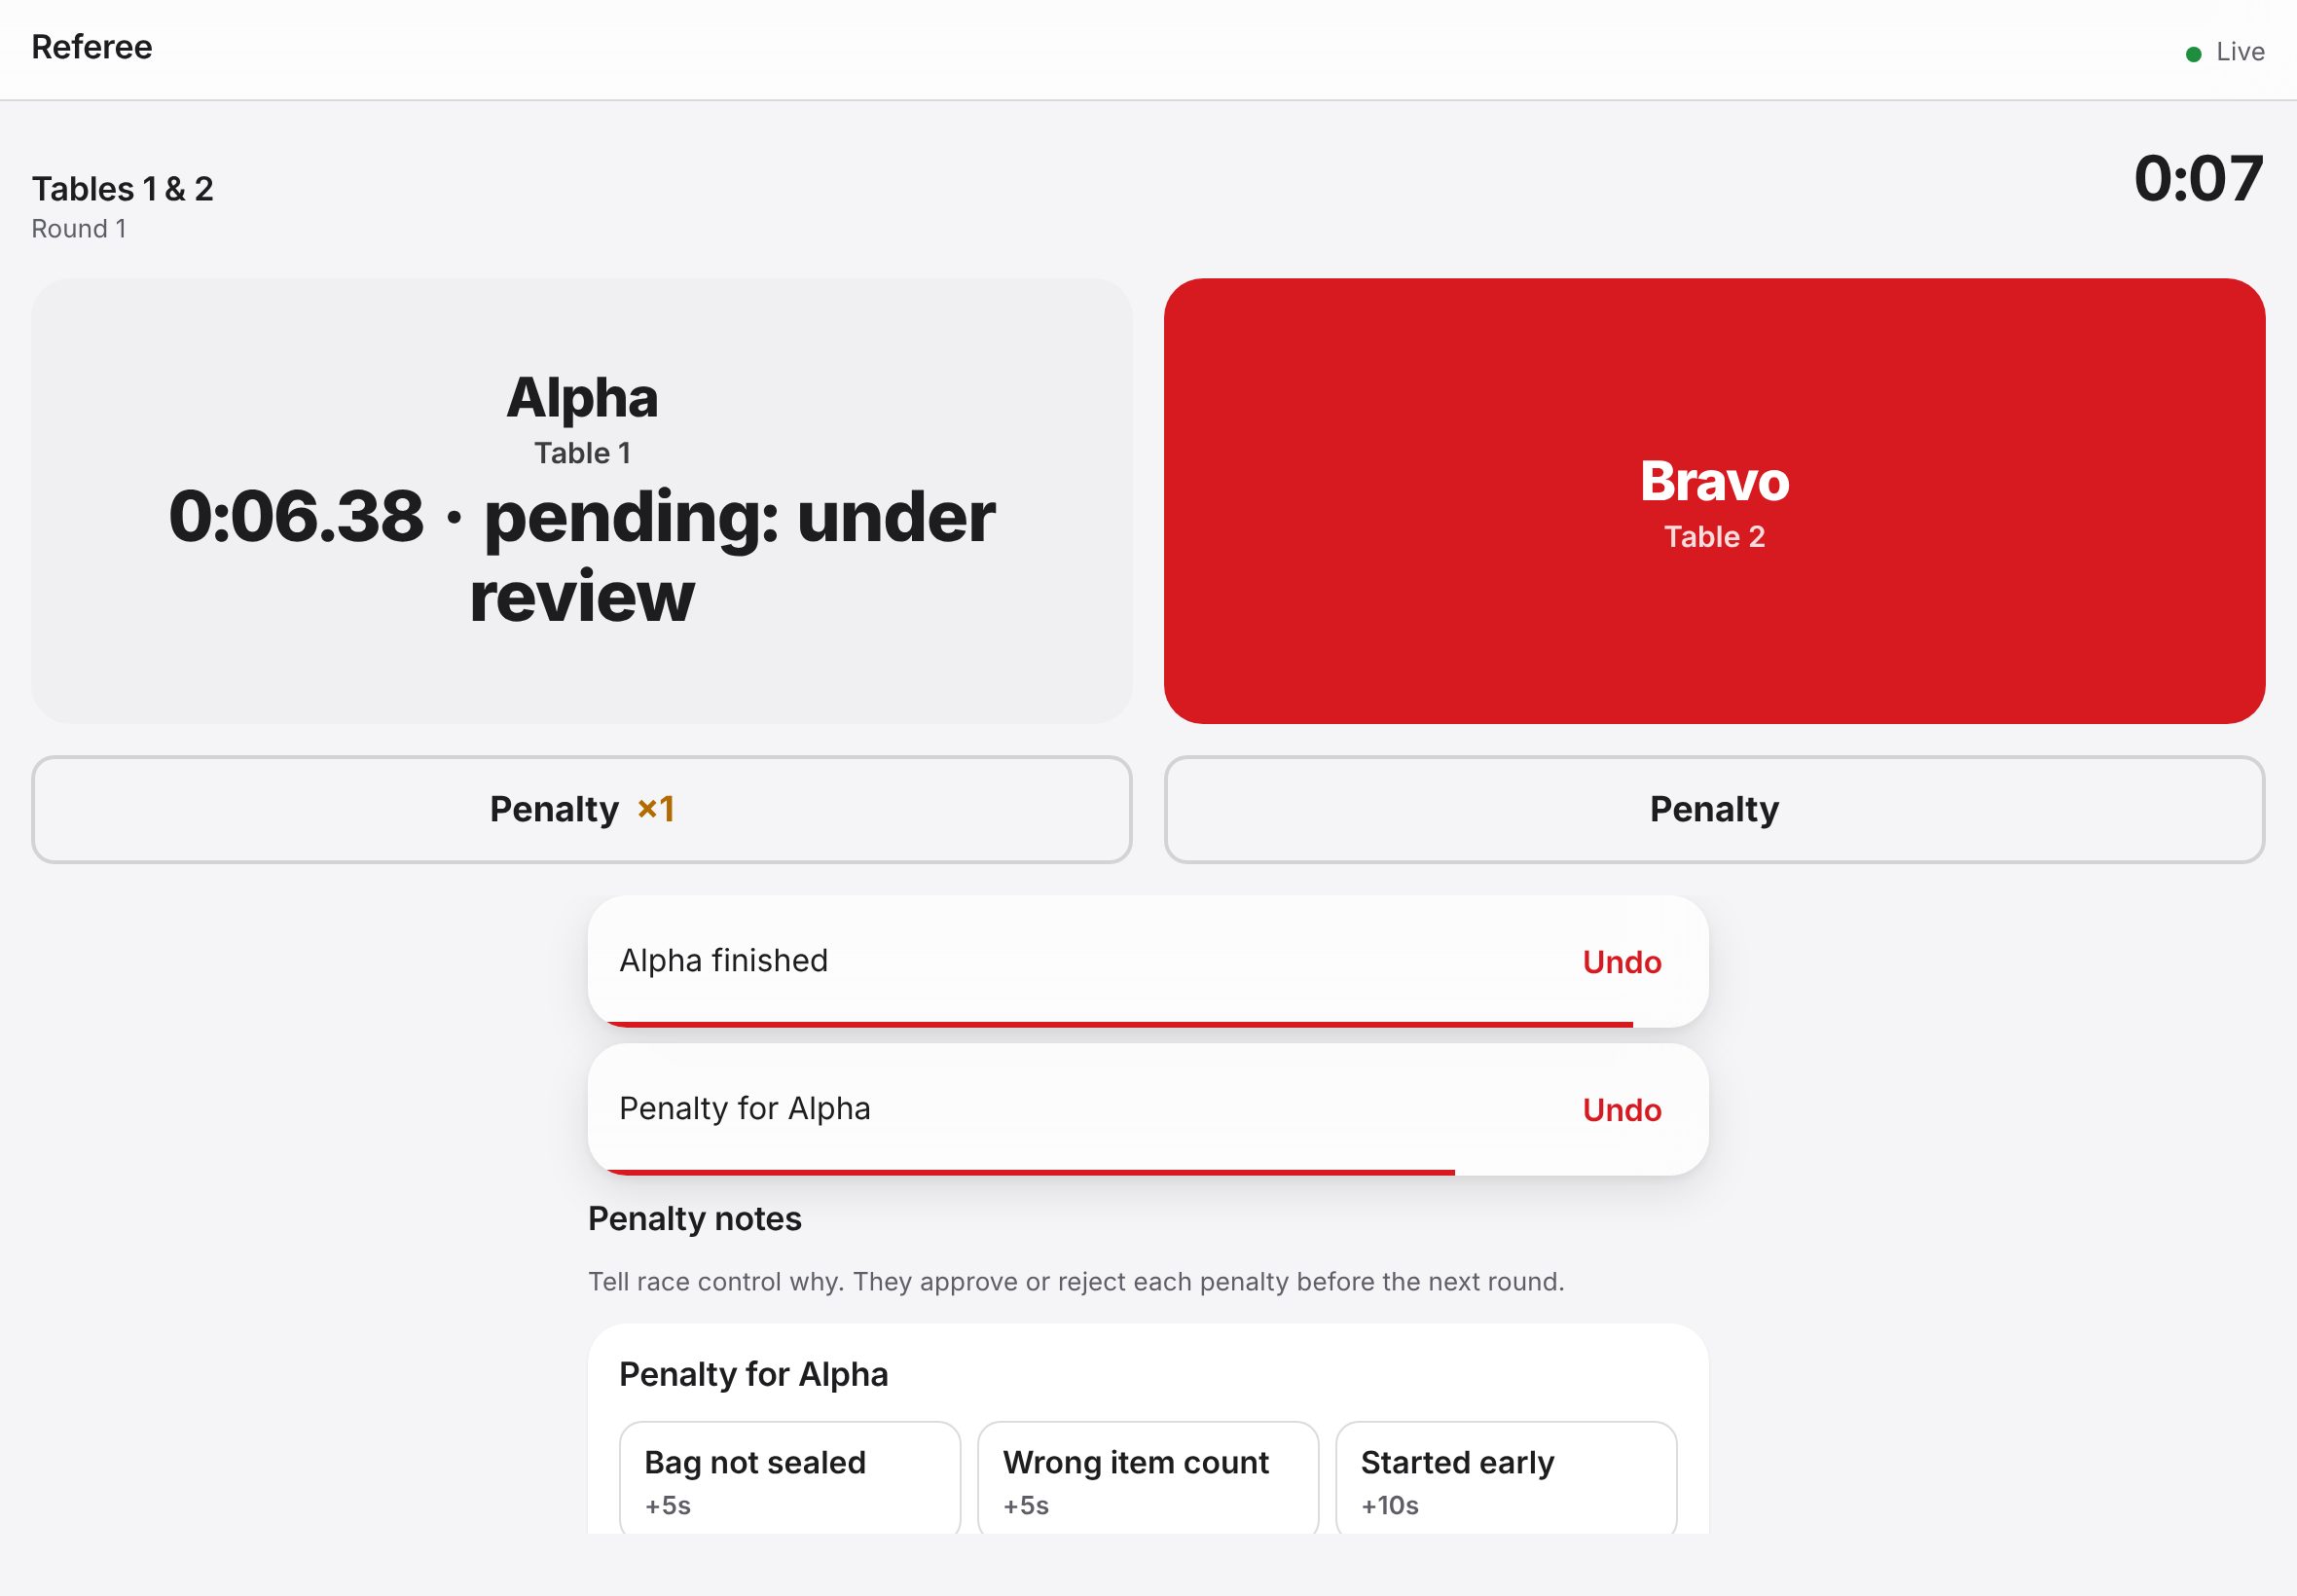 Referee
Live
Tables 1 & 2
0:07
Round 1
Alpha
Table 1
0:06.38 · pending: under
review
Bravo
Table 2
Penalty ×1
Penalty
Alpha finished
Undo
Penalty for Alpha
Undo
Penalty notes
Tell race control why. They approve or reject each penalty before the next round.
Penalty for Alpha
Bag not sealed
+5s
Wrong item count
+5s
Started early
+10s